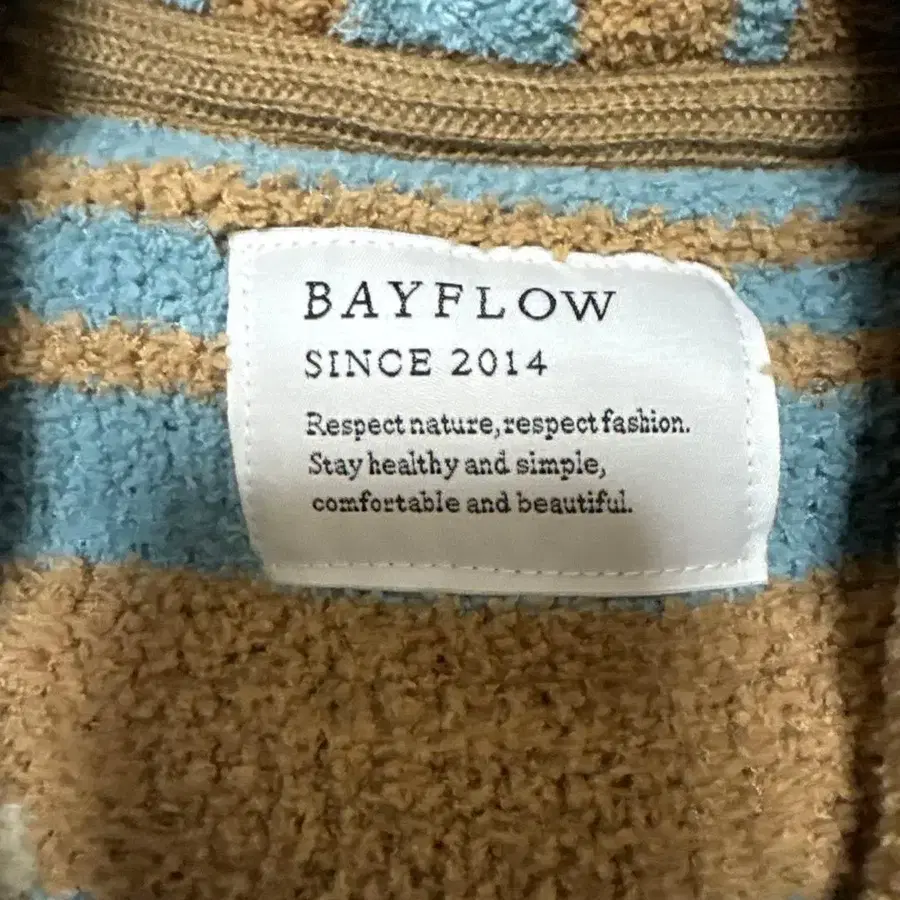 BAYFLOW
SINCE 2014
Respect nature, respect fashion.
Stay healthy and simple,
comfortable and beautiful.